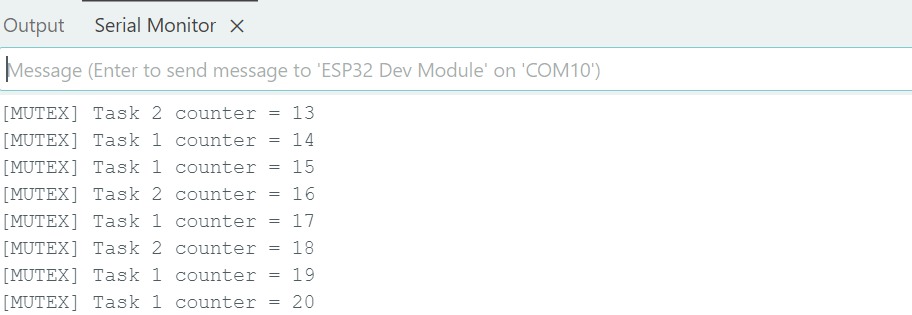 Output Serial Monitor ×
Message (Enter to send message to 'ESP32 Dev Module' on 'COM10')
[MUTEX] Task 2 counter = 13
[MUTEX] Task 1 counter = 14
[MUTEX] Task 1 counter = 15
[MUTEX] Task 2 counter = 16
[MUTEX] Task 1 counter = 17
[MUTEX] Task 2 counter = 18
[MUTEX] Task 1 counter = 19
[MUTEX] Task 1 counter = 20